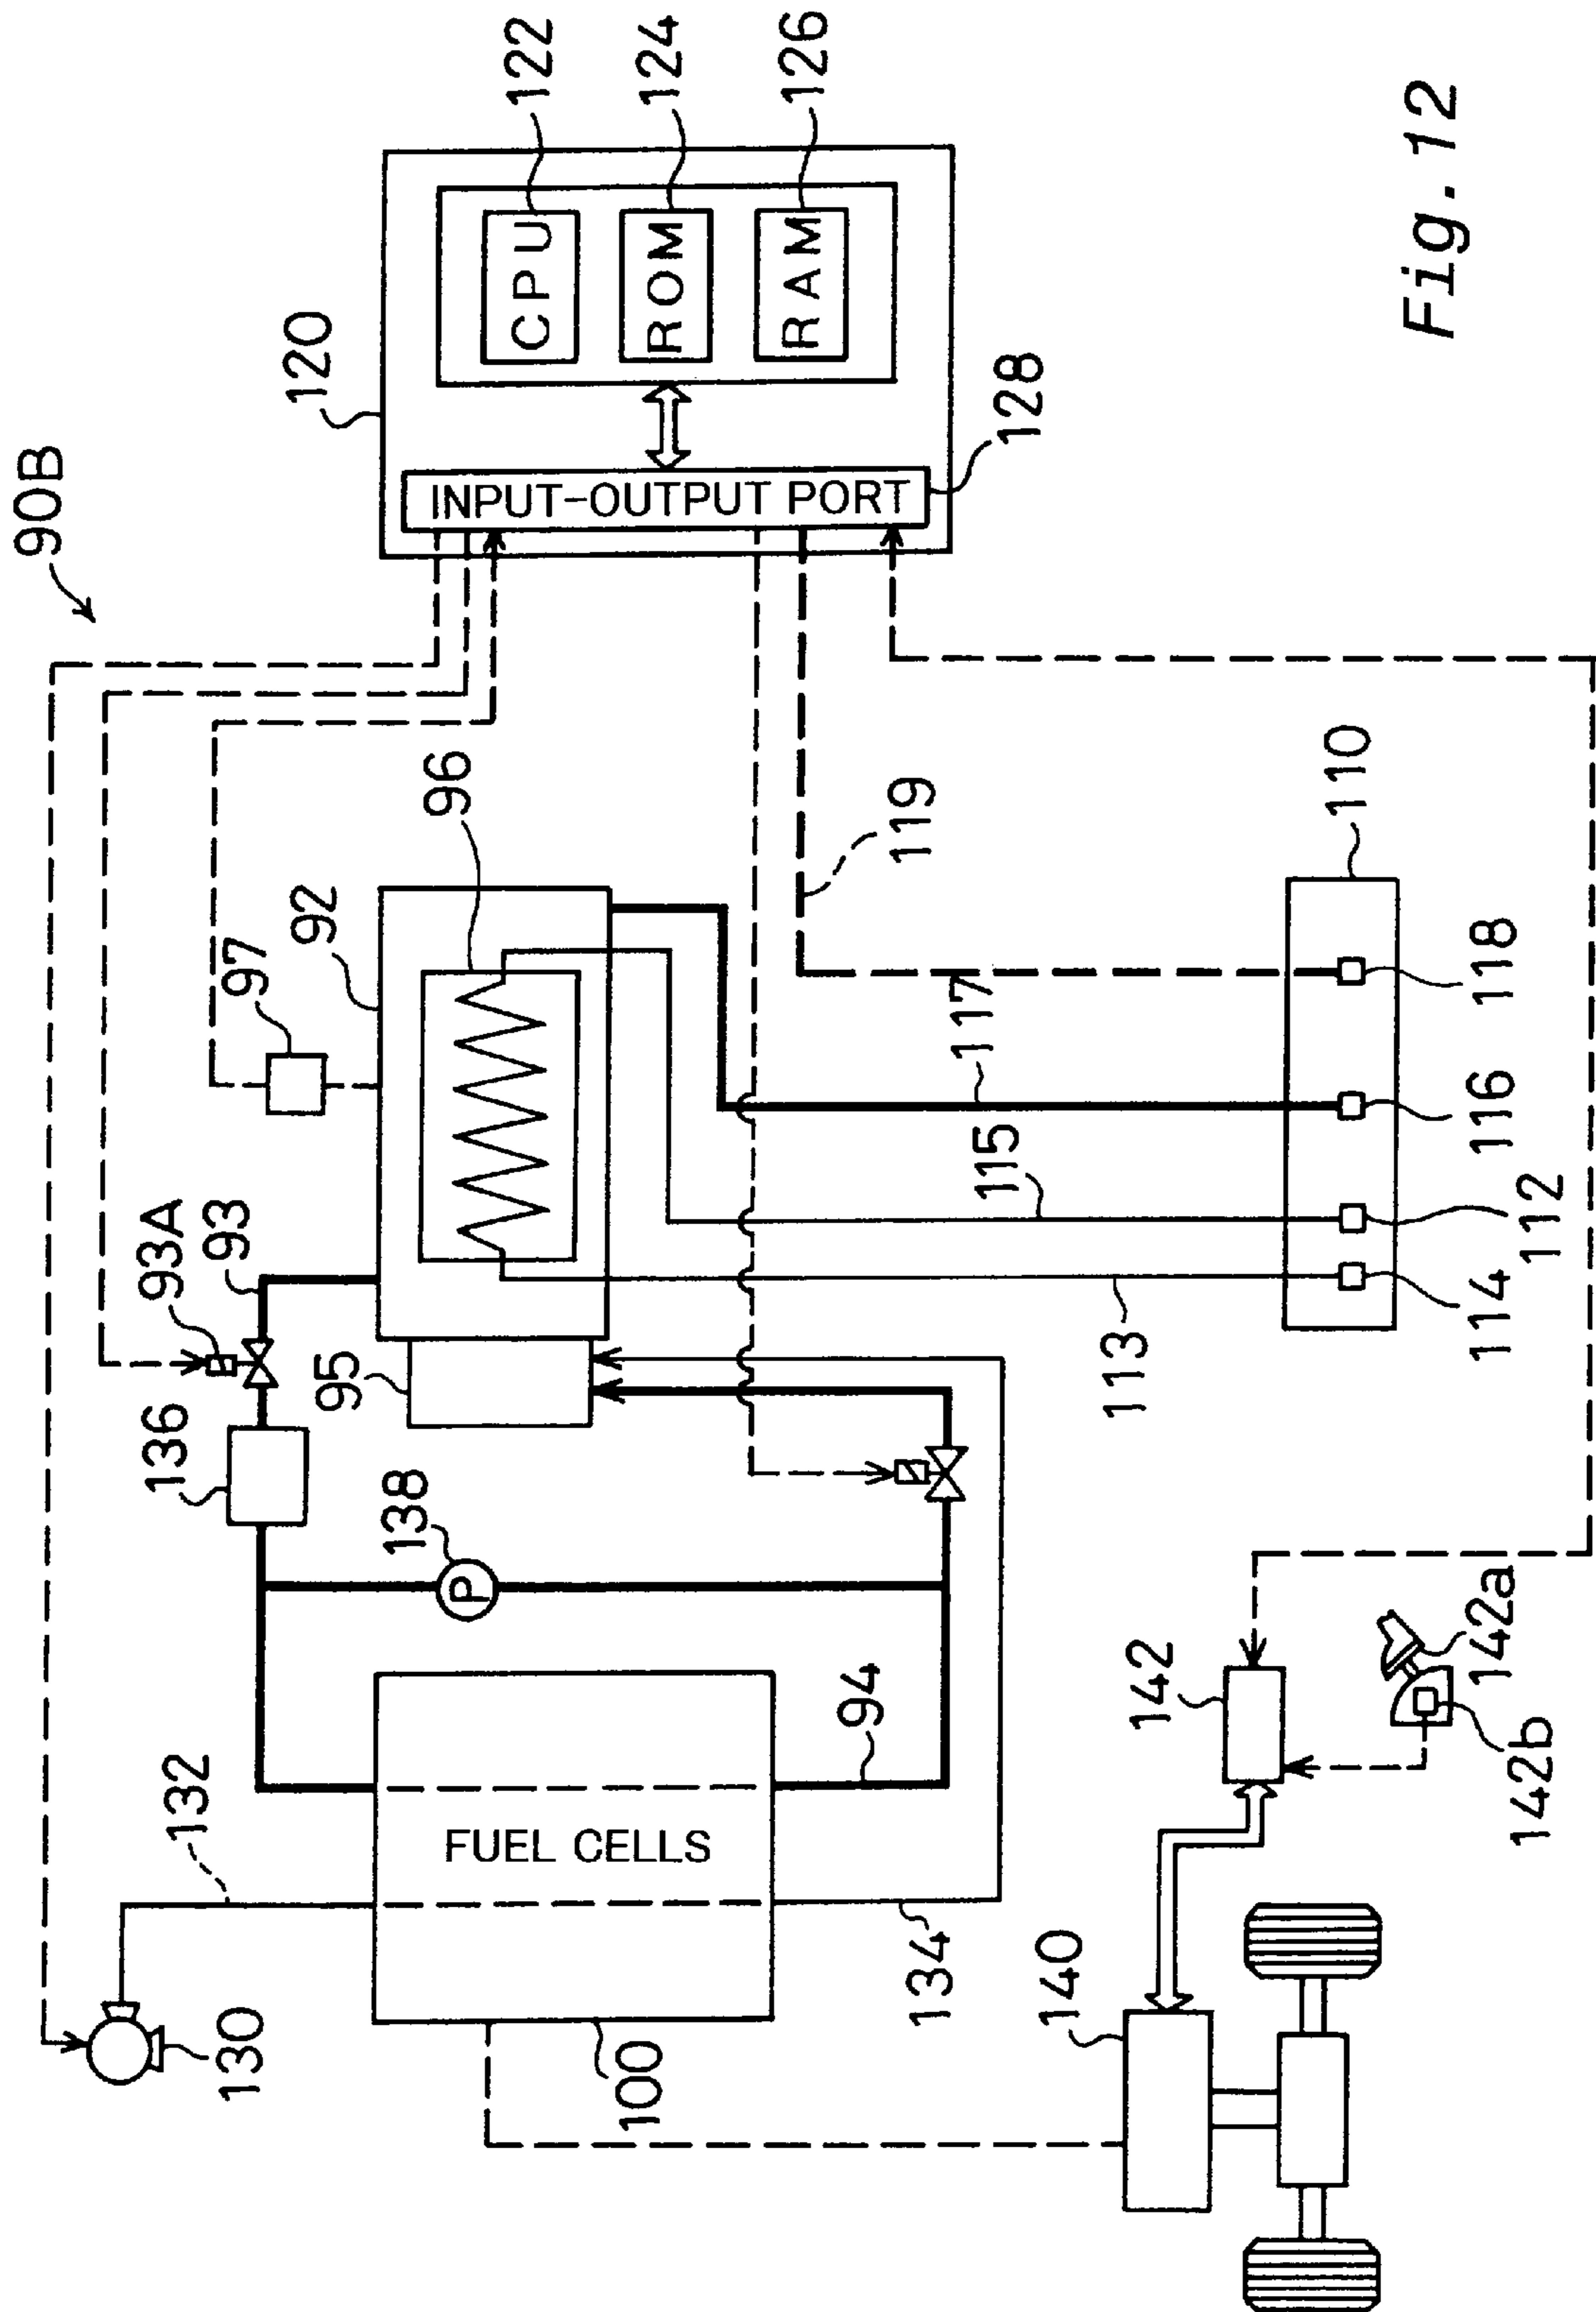 90B
120
CPU
122
ROM
124
RAM
126
INPUT-OUTPUT PORT
128
97
92
96
93
93A
136
95
138
P
119
117
115
113
110
118
116
112
114
132
130
FUEL CELLS
100
94
134
140
142
142a
142b
Fig. 12